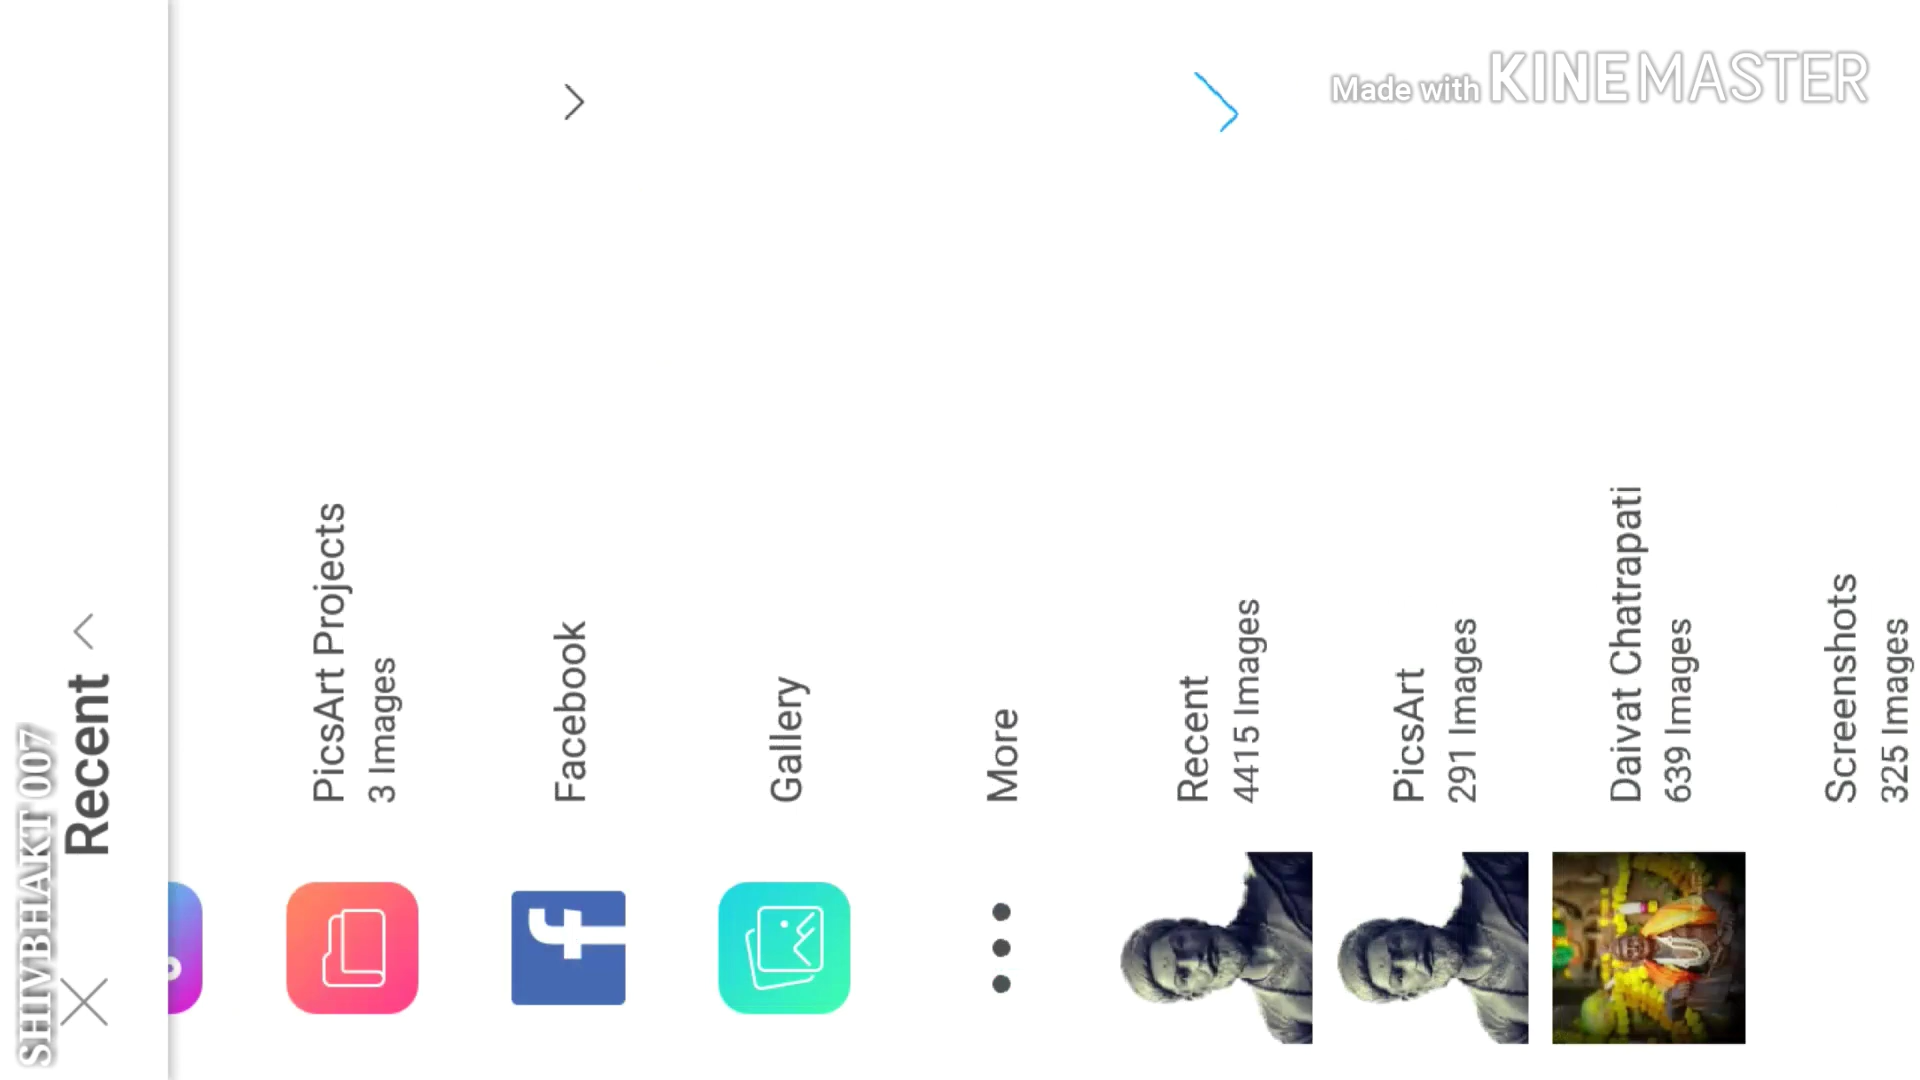 Made with KINEMASTER
SHIVBHAKT 007
Recent
PicsArt Projects
3 Images
Facebook
Gallery
More
Recent
4415 Images
PicsArt
291 Images
Daivat Chatrapati
639 Images
Screenshots
325 Images